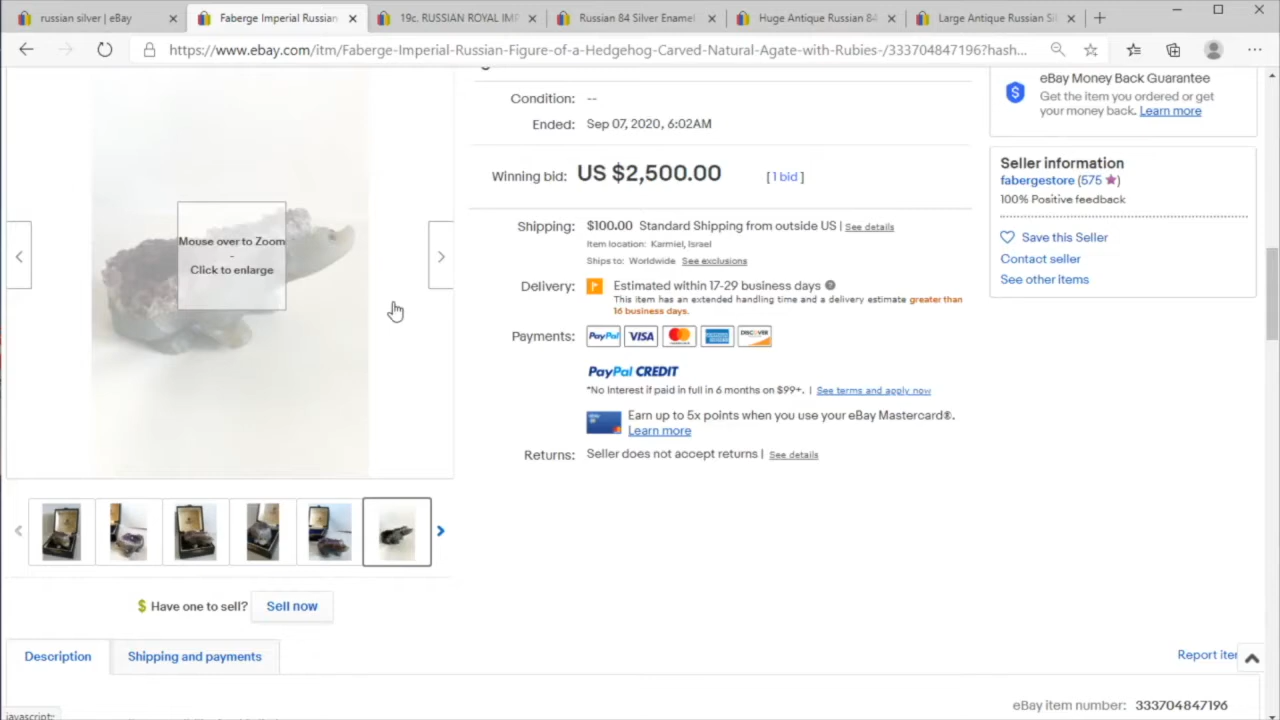 russian silver | eBay
Faberge Imperial Russian
19c. RUSSIAN ROYAL IMP
Russian 84 Silver Enamel
Huge Antique Russian 84
Large Antique Russian Sil
https://www.ebay.com/itm/Faberge-Imperial-Russian-Figure-of-a-Hedgehog-Carved-Natural-Agate-with-Rubies-/333704847196?hash...
Mouse over to Zoom
-
Click to enlarge
Condition: --
Ended: Sep 07, 2020, 6:02AM
Winning bid: US $2,500.00 [ 1 bid ]
Shipping: $100.00 Standard Shipping from outside US | See details
Item location: Karmiel, Israel
Ships to: Worldwide See exclusions
Delivery: Estimated within 17-29 business days
This item has an extended handling time and a delivery estimate greater than
16 business days.
Payments: PayPal VISA DISCOVER
PayPal CREDIT
*No Interest if paid in full in 6 months on $99+. | See terms and apply now
Earn up to 5x points when you use your eBay Mastercard®.
Learn more
Returns: Seller does not accept returns | See details
eBay Money Back Guarantee
Get the item you ordered or get
your money back. Learn more
Seller information
fabergestore (575 ★)
100% Positive feedback
Save this Seller
Contact seller
See other items
$ Have one to sell? Sell now
Description
Shipping and payments
Report iter
eBay item number: 333704847196
javascript: